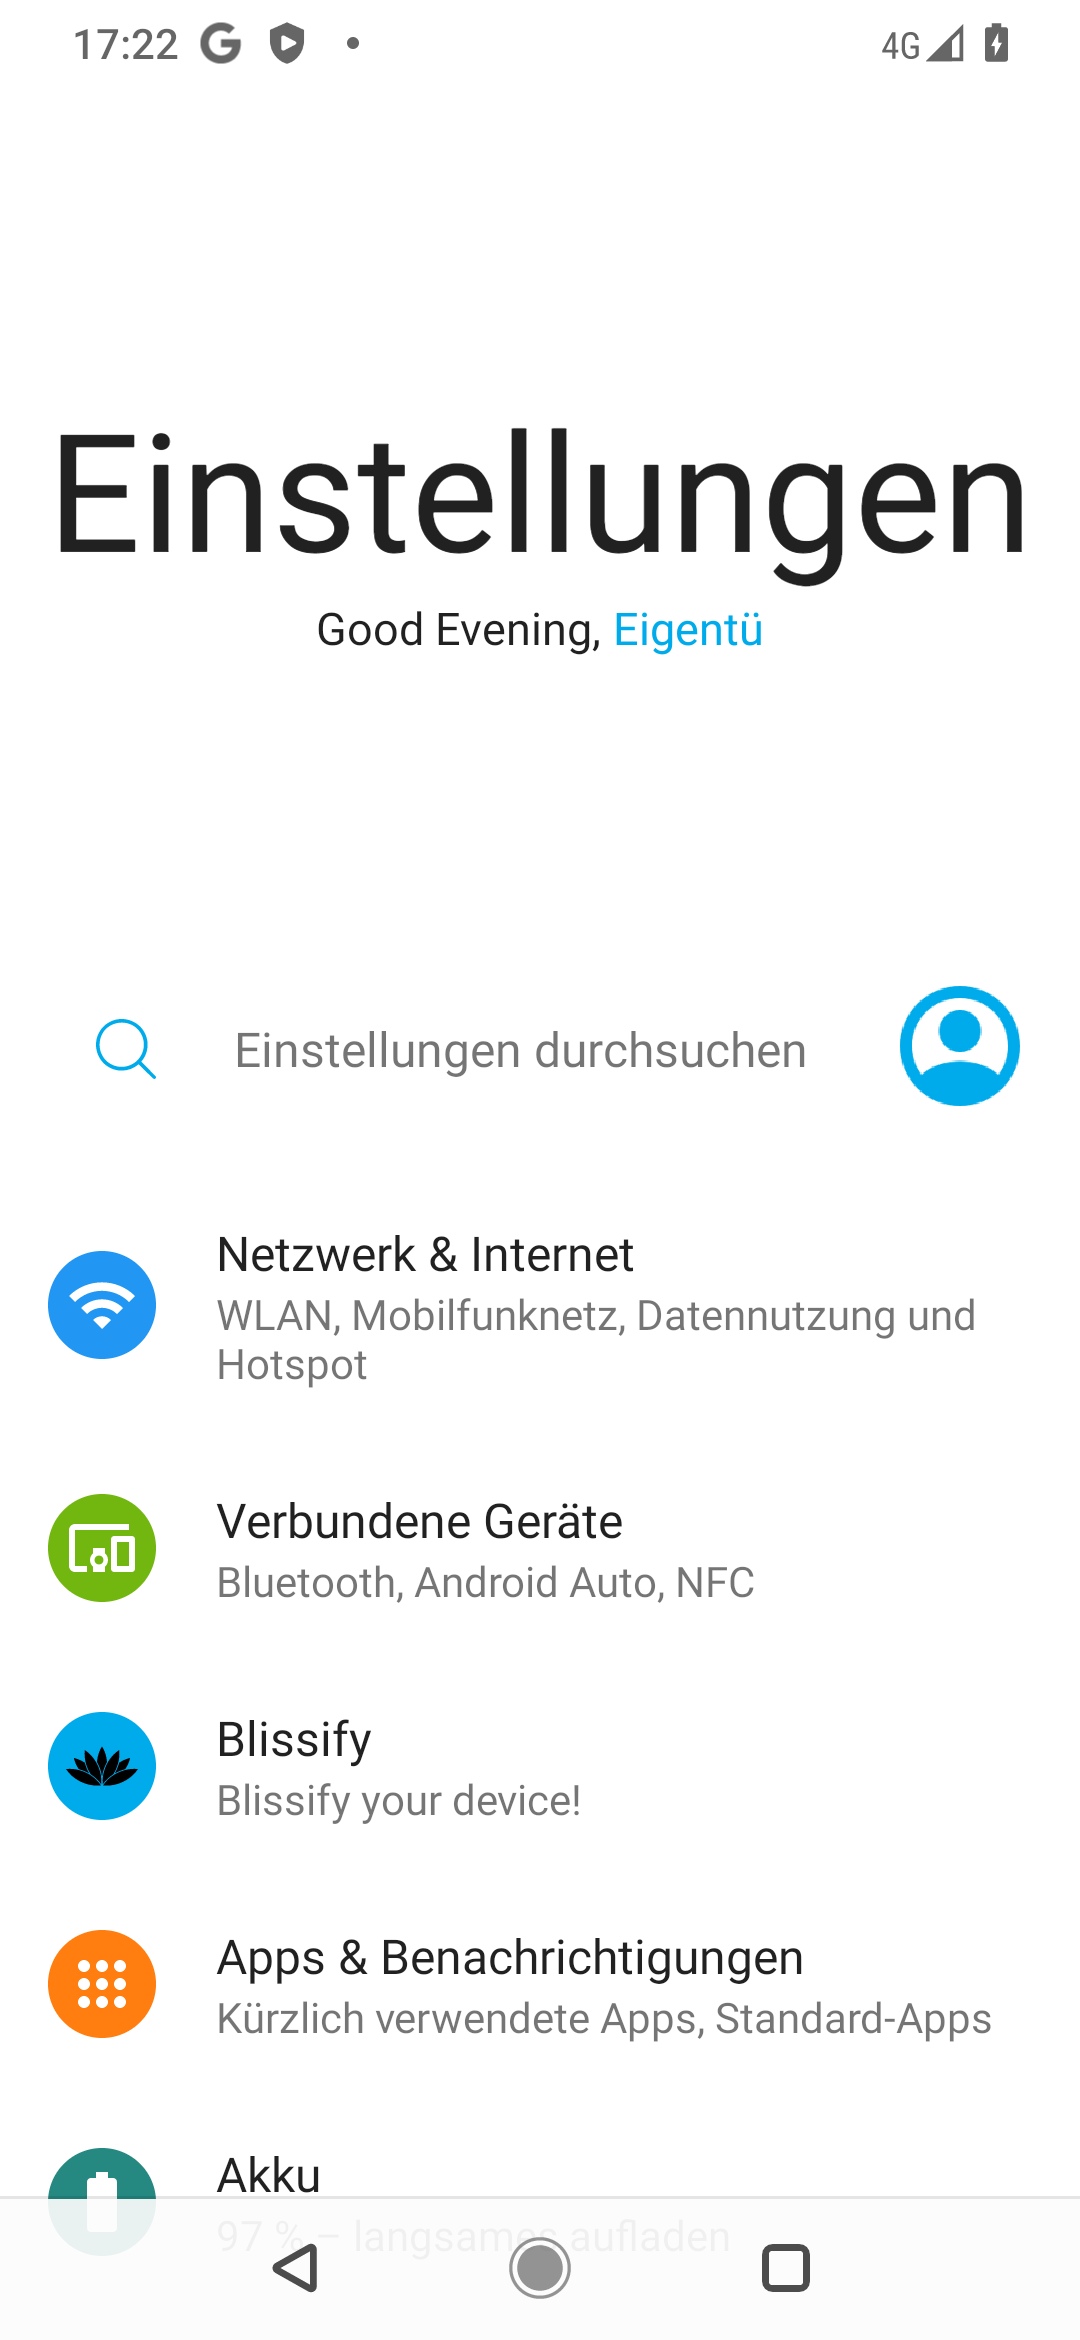 17:22
4G
Einstellungen
Good Evening, Eigentü
Einstellungen durchsuchen
Netzwerk & Internet
WLAN, Mobilfunknetz, Datennutzung und
Hotspot
Verbundene Geräte
Bluetooth, Android Auto, NFC
Blissify
Blissify your device!
Apps & Benachrichtigungen
Kürzlich verwendete Apps, Standard-Apps
Akku
97 % – langsames aufladen